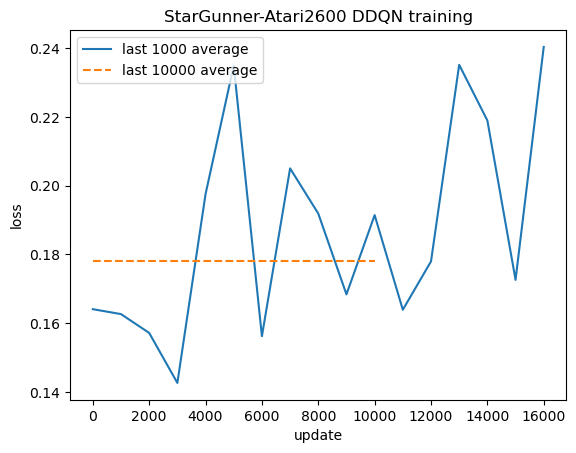 StarGunner-Atari2600 DDQN training
last 1000 average
last 10000 average
0.24
0.22
0.20
0.18
0.16
0.14
loss
0 2000 4000 6000 8000 10000 12000 14000 16000
update